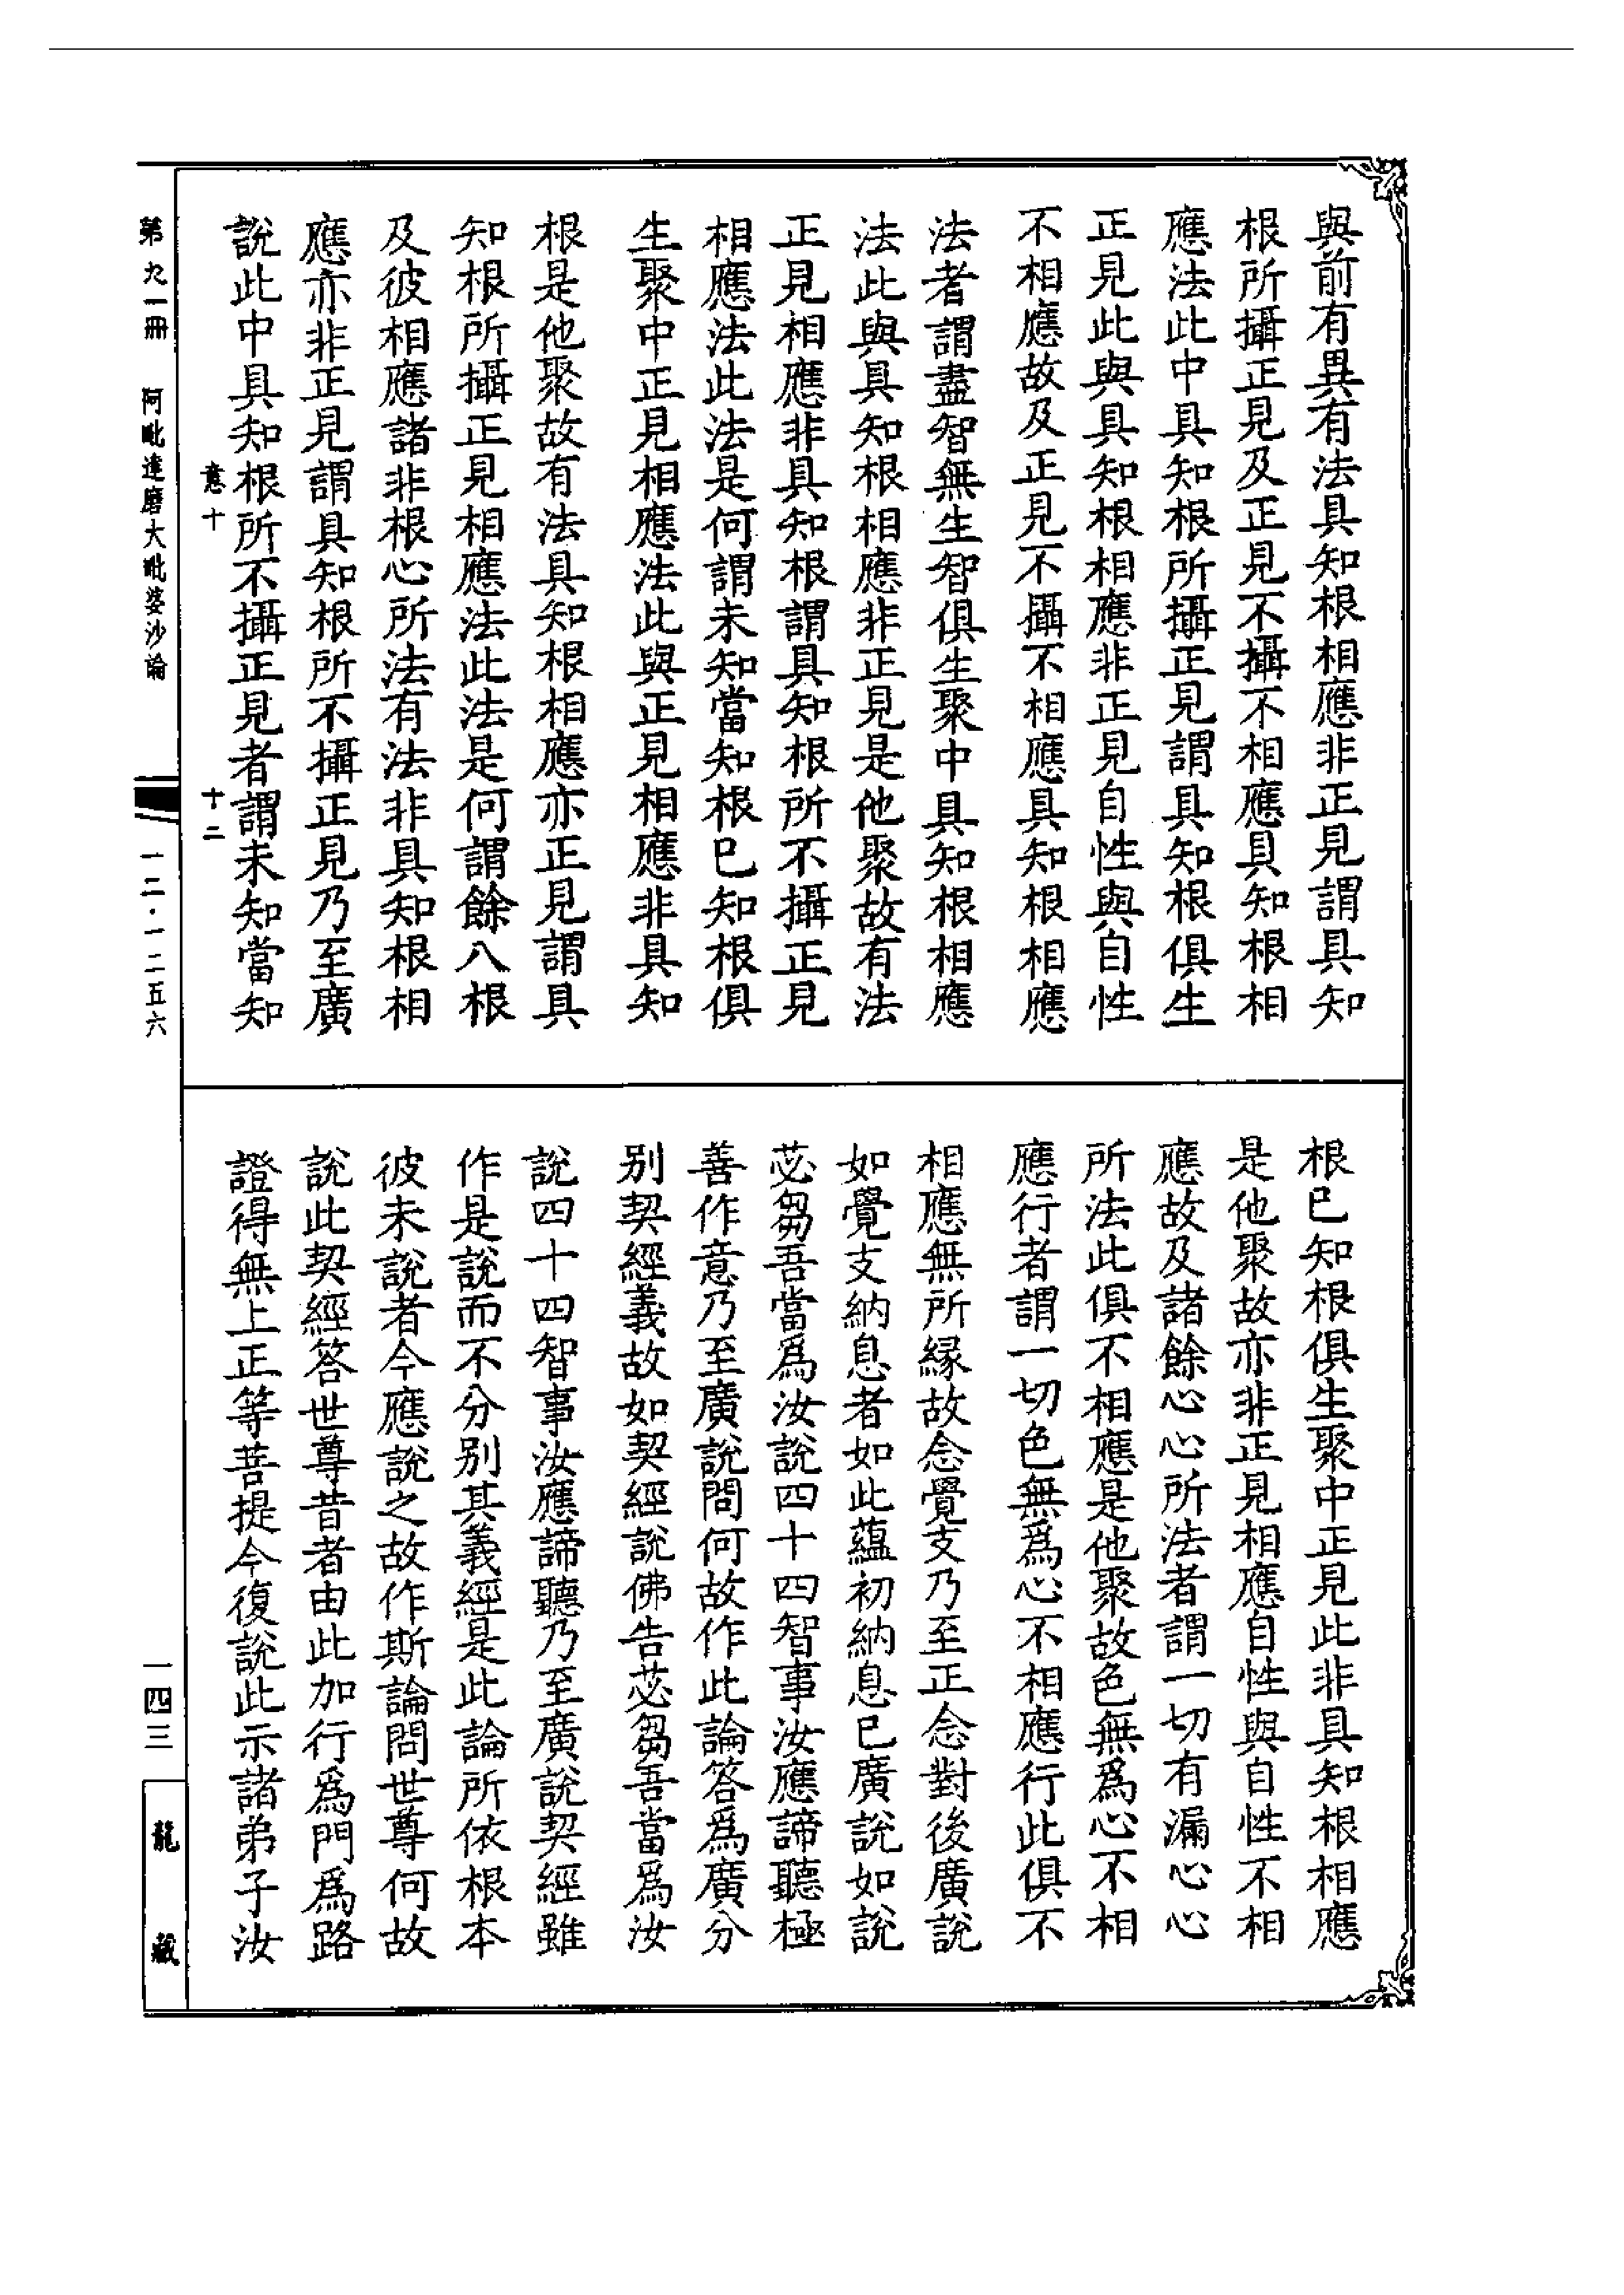 與前有異有法具知根相應非正見謂具知
根所攝正見及正見不攝不相應具知根相
應法此中具知根所攝正見謂具知根俱生
正見此與具知根相應非正見自性與自性
不相應故及正見不攝不相應具知根相應
法者謂盡智無生智俱生聚中具知根相應
法此與具知根相應非正見是他聚故有法
正見相應非具知根謂具知根所不攝正見
相應法此法是何謂未知當知根已知根俱
生聚中正見相應法此與正見相應非具知
根是他聚故有法具知根相應亦正見謂具
知根所攝正見相應法此法是何謂餘八根
及彼相應諸非根心所法有法非具知根相
應亦非正見謂具知根所不攝正見乃至廣
說此中具知根所不攝正見者謂未知當知
意十
十二
根已知根俱生聚中正見此非具知根相應
是他聚故亦非正見相應自性與自性不相
應故及諸餘心心所法者謂一切有漏心心
所法此俱不相應是他聚故色無為心不相
應行者謂一切色無為心不相應行此俱不
相應無所緣故念覺支乃至正念對後廣說
如覺支納息者如此蘊初納息已廣說如說
苾芻吾當為汝說四十四智事汝應諦聽極
善作意乃至廣說問何故作此論答為廣分
別契經義故如契經說佛告苾芻吾當為汝
說四十四智事汝應諦聽乃至廣說契經雖
作是說而不分別其義經是此論所依根本
彼未說者今應說之故作斯論問世尊何故
說此契經答世尊昔者由此加行為門為路
證得無上正等菩提今復說此示諸弟子汝
第九一冊 阿毗達磨大毗婆沙論
一二·一二五六
一四三
龍藏